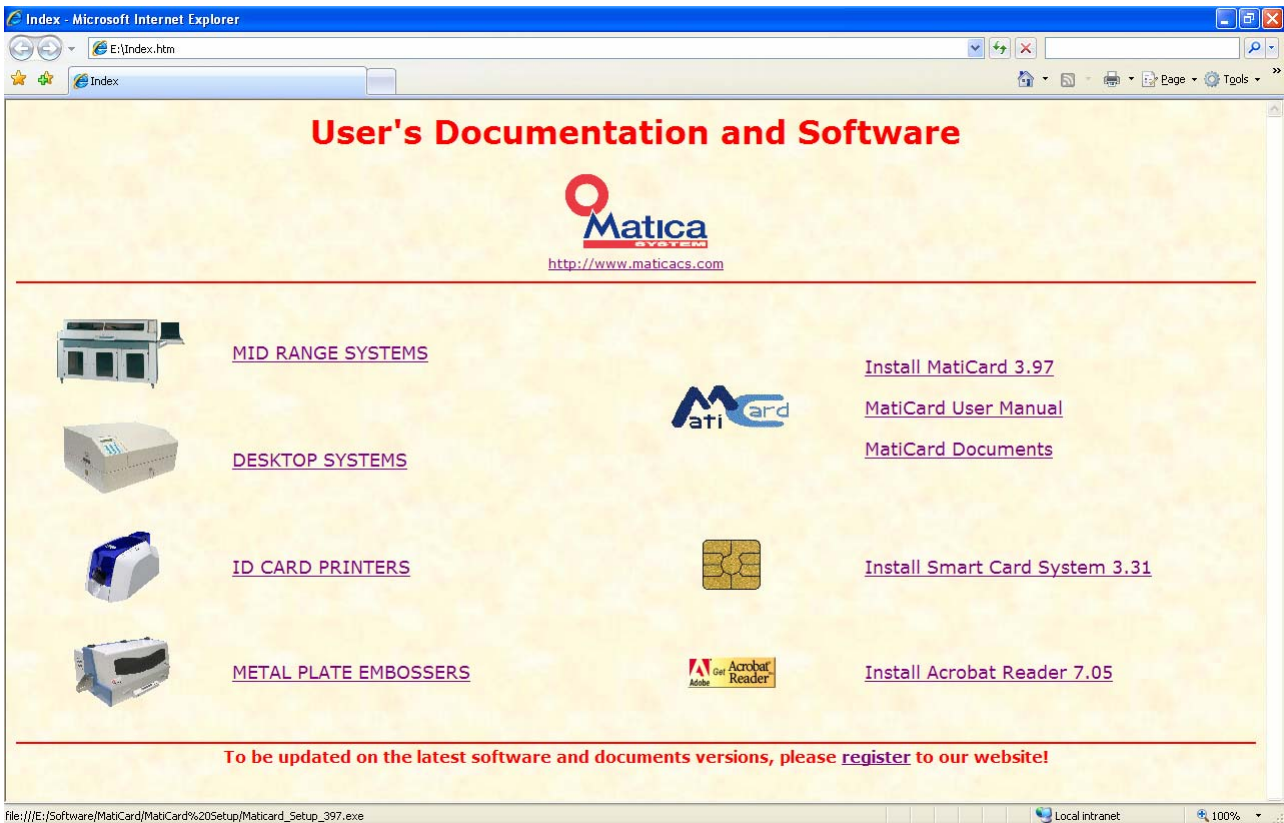 Index - Microsoft Internet Explorer
E:\Index.htm
Index
Page
Tools
»
User's Documentation and Software
Matica
SYSTEM
http://www.maticacs.com
MID RANGE SYSTEMS
DESKTOP SYSTEMS
ID CARD PRINTERS
METAL PLATE EMBOSSERS
Mati Card
Install MatiCard 3.97
MatiCard User Manual
MatiCard Documents
Install Smart Card System 3.31
Adobe
Get Acrobat
Reader
Install Acrobat Reader 7.05
To be updated on the latest software and documents versions, please register to our website!
file:///E:/Software/MatiCard/MatiCard%20Setup/Maticard_Setup_397.exe
Local intranet
100%